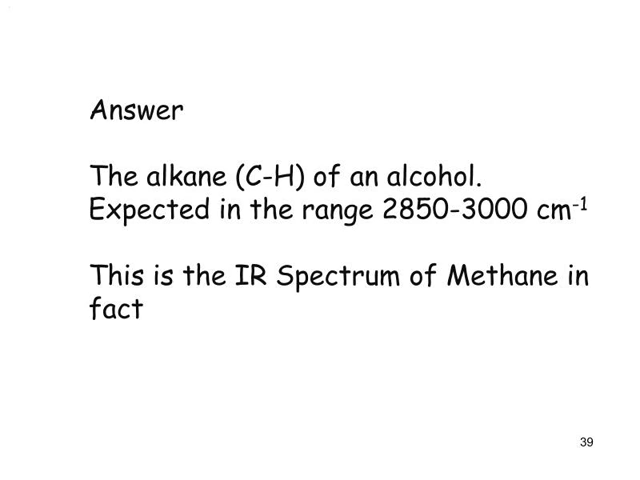 Answer
The alkane (C-H) of an alcohol.
Expected in the range 2850-3000 cm⁻¹
This is the IR Spectrum of Methane in
fact
39